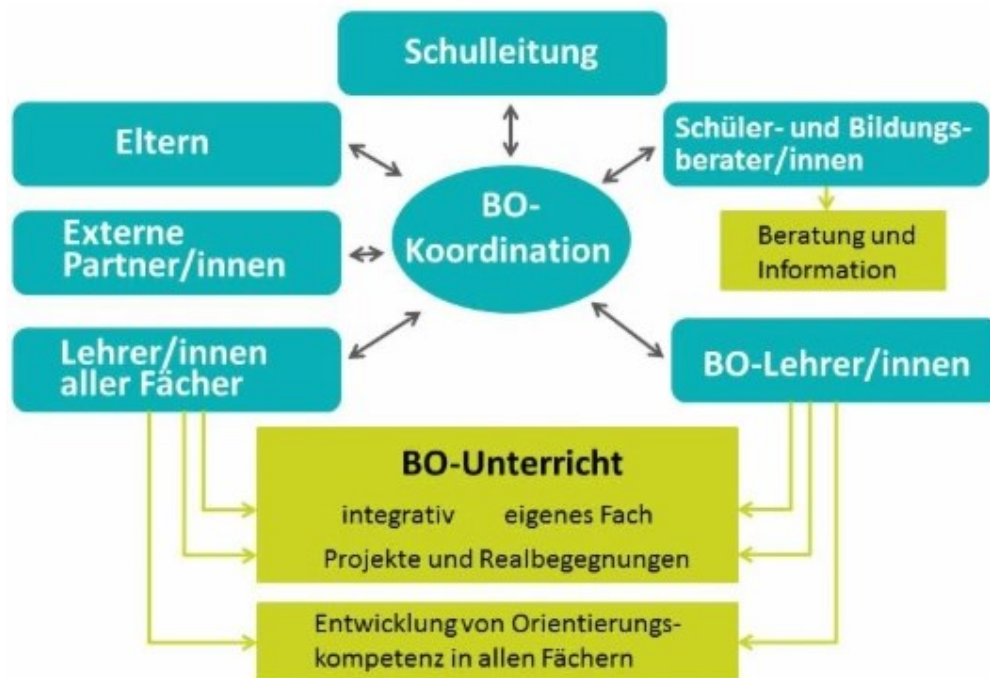 Schulleitung
Eltern
Schüler- und Bildungs-
berater/innen
BO-
Koordination
Externe
Partner/innen
Beratung und
Information
Lehrer/innen
aller Fächer
BO-Lehrer/innen
BO-Unterricht
integrativ eigenes Fach
Projekte und Realbegegnungen
Entwicklung von Orientierungs-
kompetenz in allen Fächern